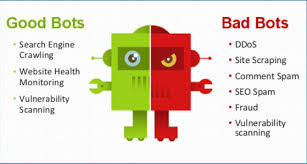 Good Bots
• Search Engine
Crawling
• Website Health
Monitoring
• Vulnerability
Scanning
Bad Bots
• DDoS
• Site Scraping
• Comment Spam
• SEO Spam
• Fraud
• Vulnerability
scanning